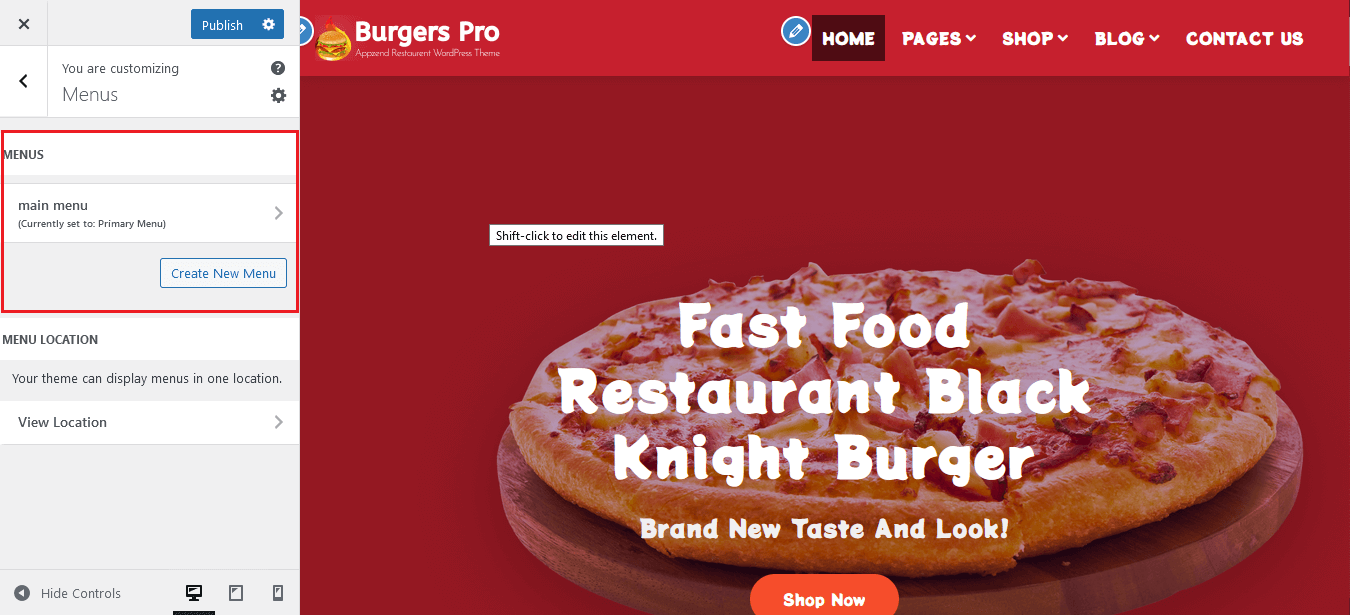 Publish
You are customizing
Menus
MENUS
main menu
(Currently set to: Primary Menu)
Create New Menu
MENU LOCATION
Your theme can display menus in one location.
View Location
Hide Controls
Burgers Pro
Appzend Restaurent WordPress Theme
HOME PAGES SHOP BLOG CONTACT US
Shift-click to edit this element.
Fast Food
Restaurant Black
Knight Burger
Brand New Taste And Look!
Shop Now